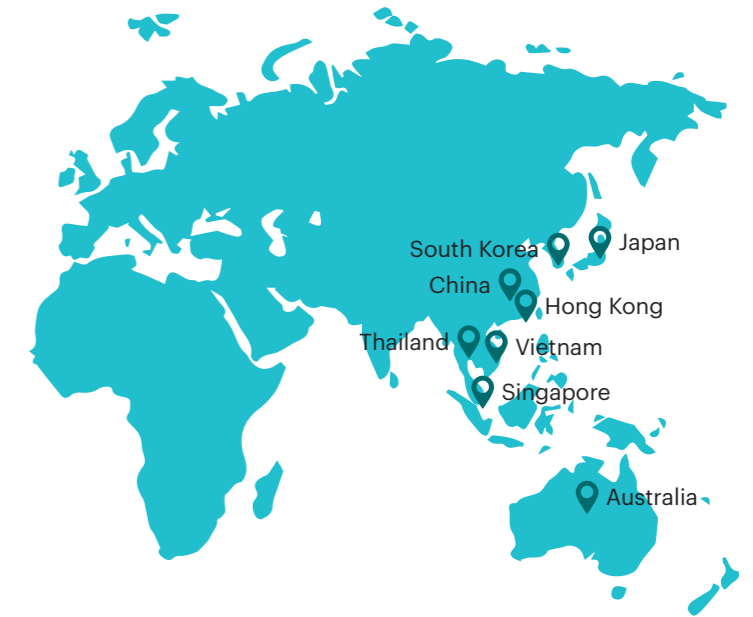 South Korea
Japan
China
Hong Kong
Thailand
Vietnam
Singapore
Australia